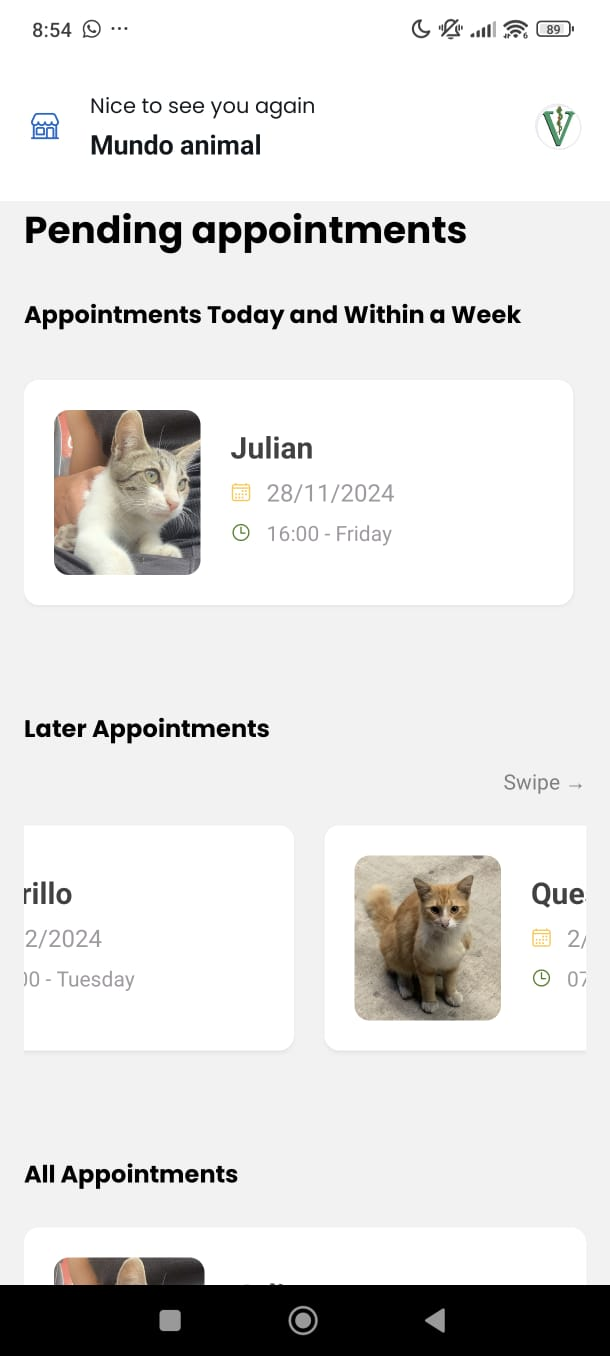 8:54
89
Nice to see you again
Mundo animal
V
Pending appointments
Appointments Today and Within a Week
Julian
28/11/2024
16:00 - Friday
Later Appointments
Swipe →
rillo
2/2024
00 - Tuesday
Que
2/
07
All Appointments